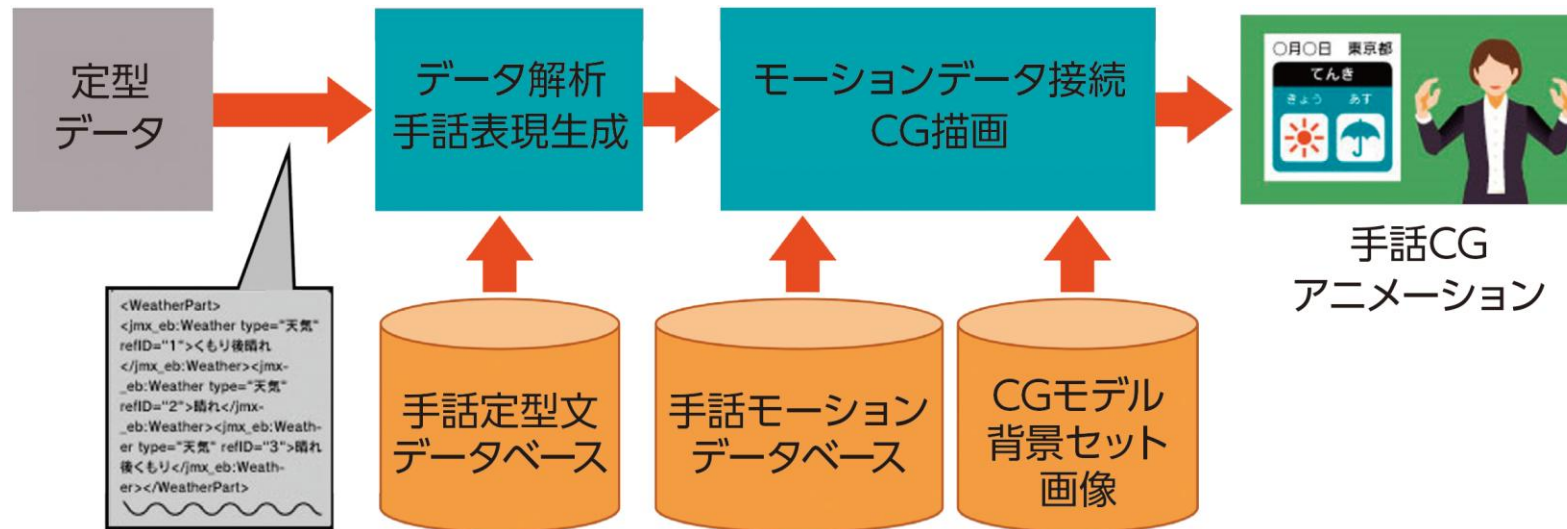 定型
データ
データ解析
手話表現生成
モーションデータ接続
CG描画
○月○日 東京都
てんき
きょう あす
手話CG
アニメーション
<WeatherPart>
<jmx_eb:Weather type="天気"
refID="1">くもり後晴れ
</jmx_eb:Weather><jmx-
_eb:Weather type="天気"
refID="2">晴れ</jmx-
_eb:Weather><jmx_eb:Weath-
er type="天気" refID="3">晴れ
後くもり</jmx_eb:Weath-
er></WeatherPart>
手話定型文
データベース
手話モーション
データベース
CGモデル
背景セット
画像